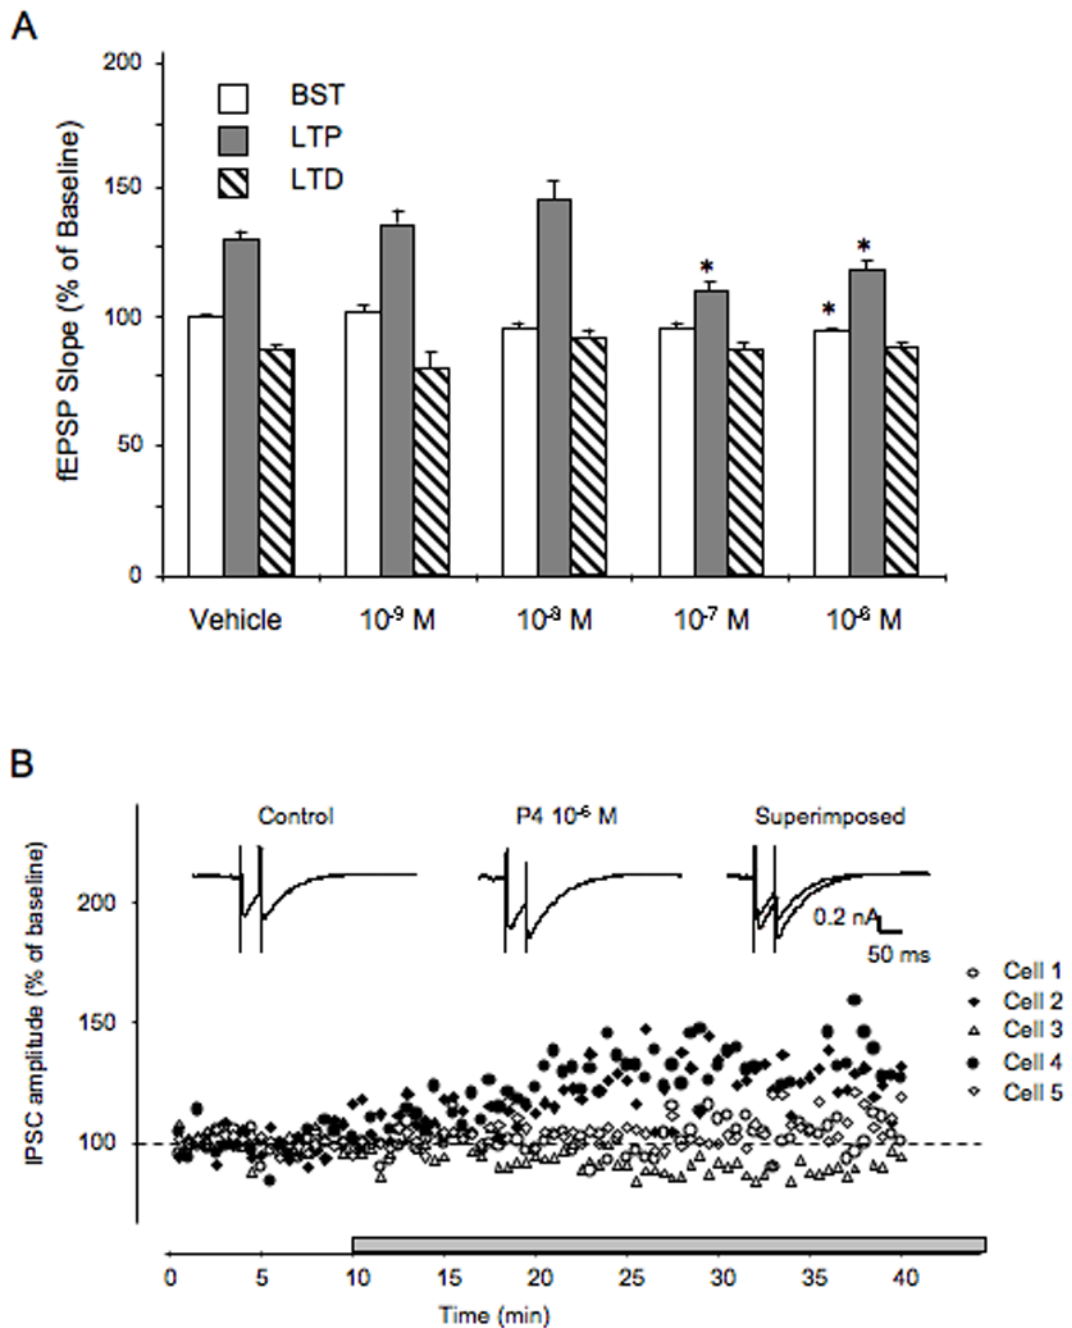 A
200
BST
LTP
LTD
150
100
50
0
fEPSP Slope (% of Baseline)
Vehicle 10-9 M 10-8 M 10-7 M 10-6 M
*
*
*
B
Control P4 10-6 M Superimposed
0.2 nA
50 ms
200
150
100
IPSC amplitude (% of baseline)
Cell 1
Cell 2
Cell 3
Cell 4
Cell 5
0 5 10 15 20 25 30 35 40
Time (min)